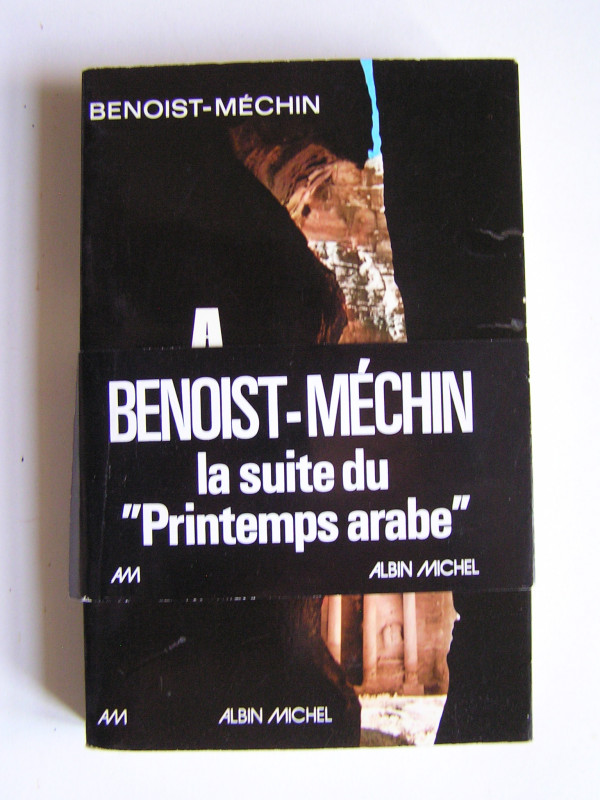 BENOIST-MÉCHIN
A
BENOIST-MÉCHIN
la suite du
"Printemps arabe"
AM ALBIN MICHEL
AM ALBIN MICHEL